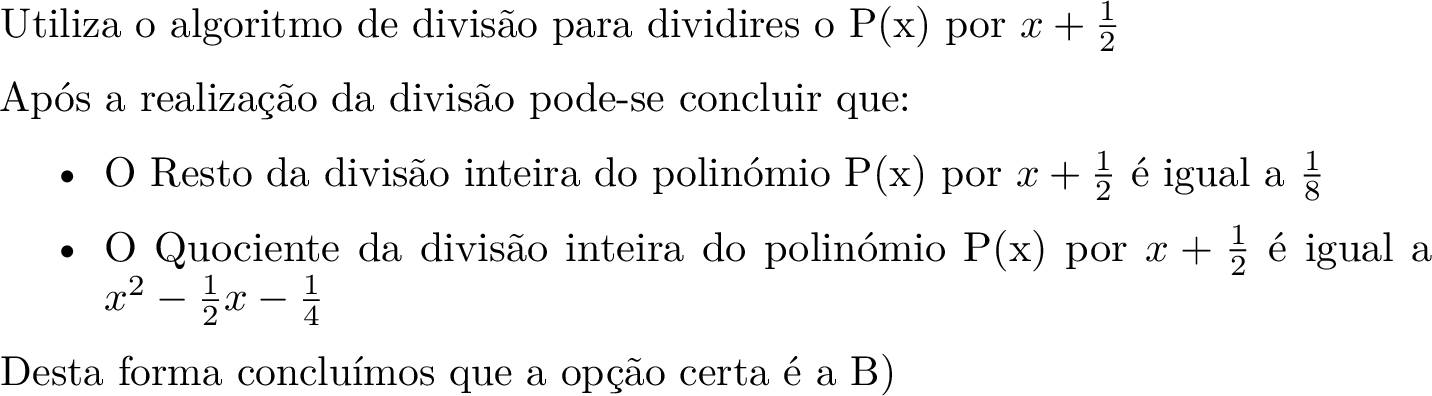 Utiliza o algoritmo de divisão para dividires o P(x) por $x + \frac{1}{2}$
Após a realização da divisão pode-se concluir que:
• O Resto da divisão inteira do polinómio P(x) por $x + \frac{1}{2}$ é igual a $\frac{1}{8}$
• O Quociente da divisão inteira do polinómio P(x) por $x + \frac{1}{2}$ é igual a
$x^2 - \frac{1}{2}x - \frac{1}{4}$
Desta forma concluímos que a opção certa é a B)